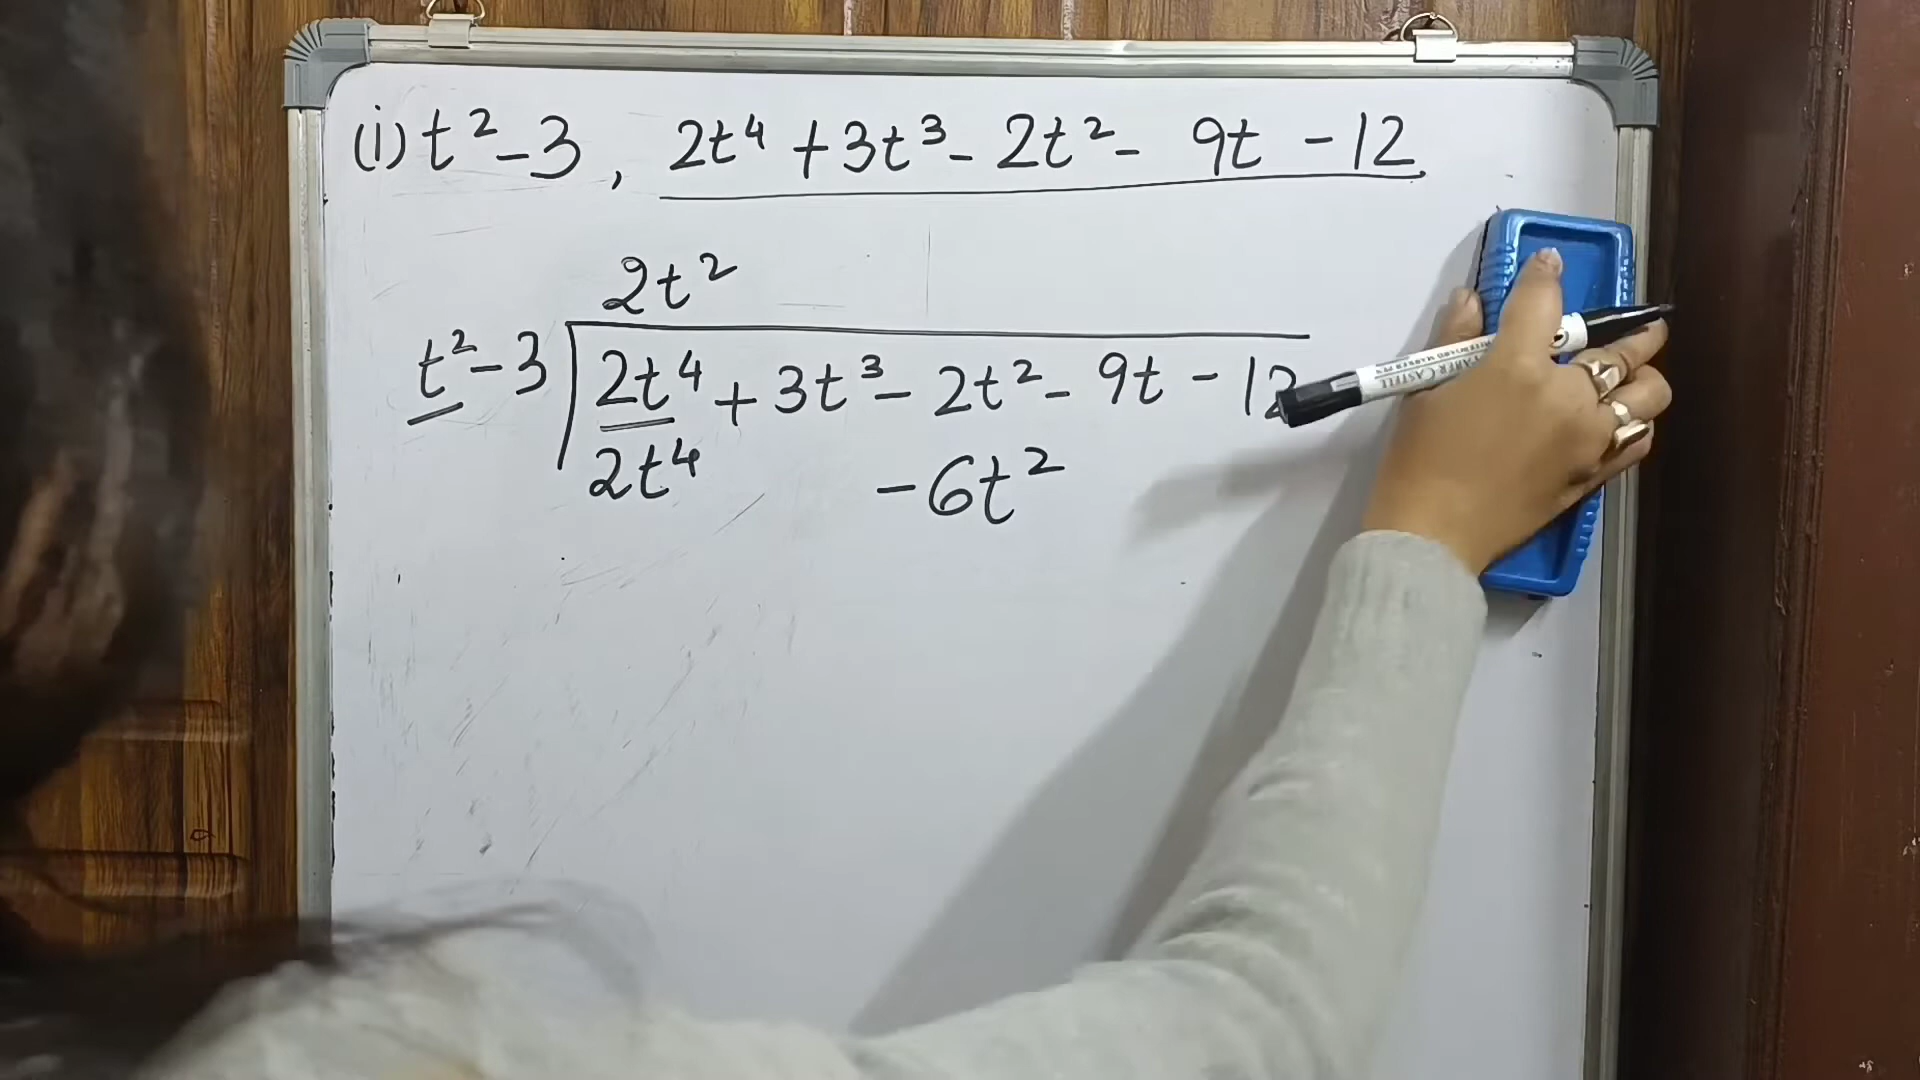 (i) t² - 3 , 2t⁴ + 3t³ - 2t² - 9t - 12
2t²
t² - 3 2t⁴ + 3t³ - 2t² - 9t - 12
2t⁴ - 6t²